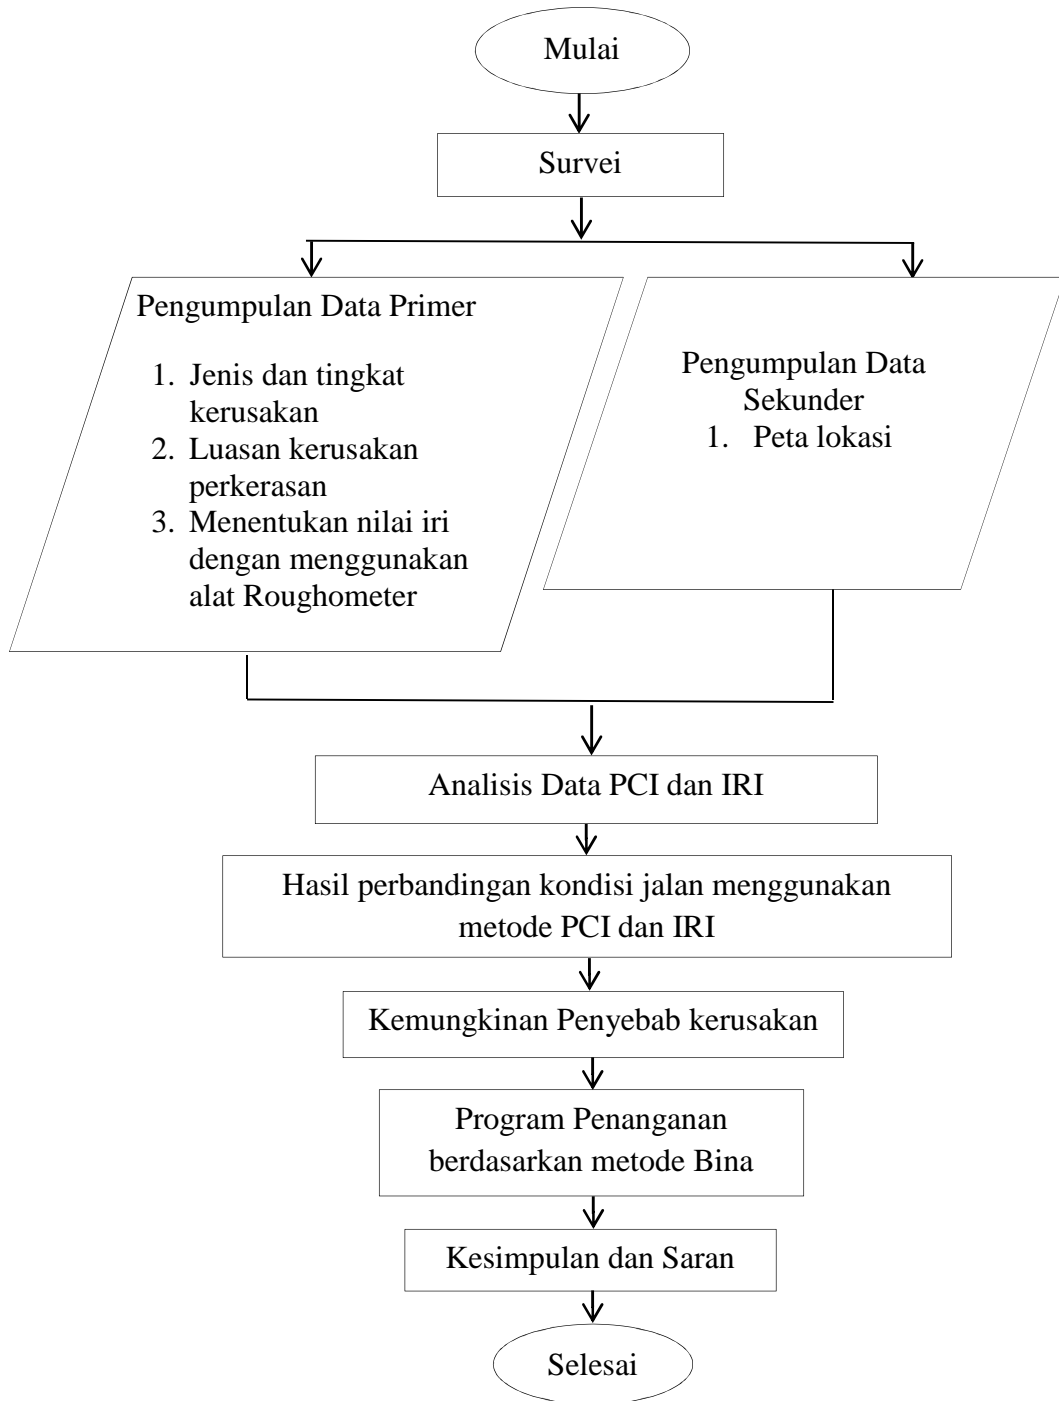 Mulai
Survei
Pengumpulan Data Primer
1. Jenis dan tingkat
kerusakan
2. Luasan kerusakan
perkerasan
3. Menentukan nilai iri
dengan menggunakan
alat Roughometer
Pengumpulan Data
Sekunder
1. Peta lokasi
Analisis Data PCI dan IRI
Hasil perbandingan kondisi jalan menggunakan
metode PCI dan IRI
Kemungkinan Penyebab kerusakan
Program Penanganan
berdasarkan metode Bina
Kesimpulan dan Saran
Selesai